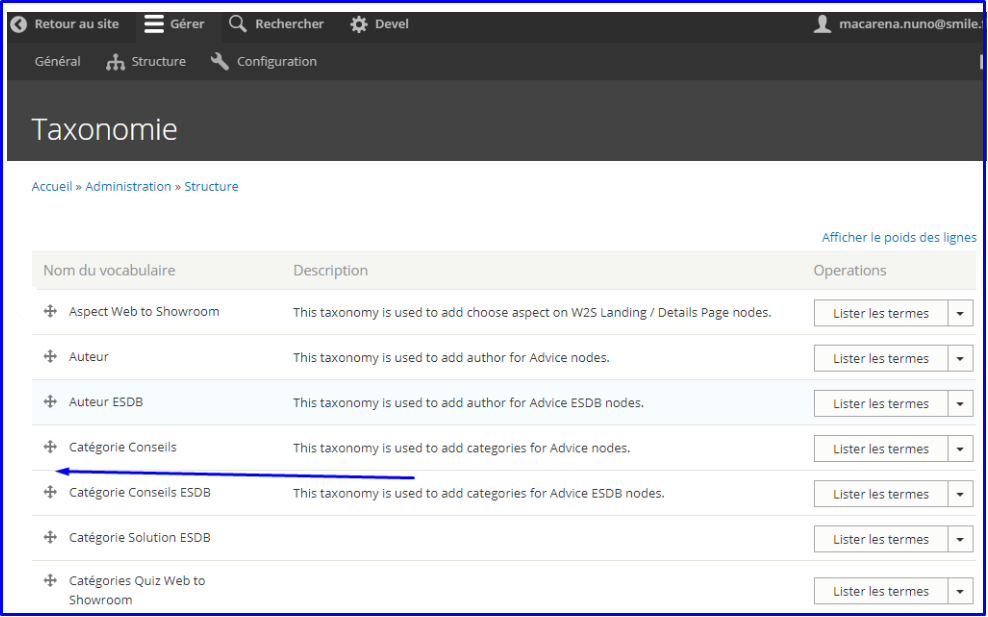 Retour au site Gérer Rechercher Devel macarena.nuno@smile.
Général Structure Configuration
Taxonomie
Accueil » Administration » Structure
Afficher le poids des lignes
Nom du vocabulaire Description Operations
Aspect Web to Showroom This taxonomy is used to add choose aspect on W2S Landing / Details Page nodes. Lister les termes
Auteur This taxonomy is used to add author for Advice nodes. Lister les termes
Auteur ESDB This taxonomy is used to add author for Advice ESDB nodes. Lister les termes
Catégorie Conseils This taxonomy is used to add categories for Advice nodes. Lister les termes
Catégorie Conseils ESDB This taxonomy is used to add categories for Advice ESDB nodes. Lister les termes
Catégorie Solution ESDB Lister les termes
Catégories Quiz Web to Lister les termes
Showroom